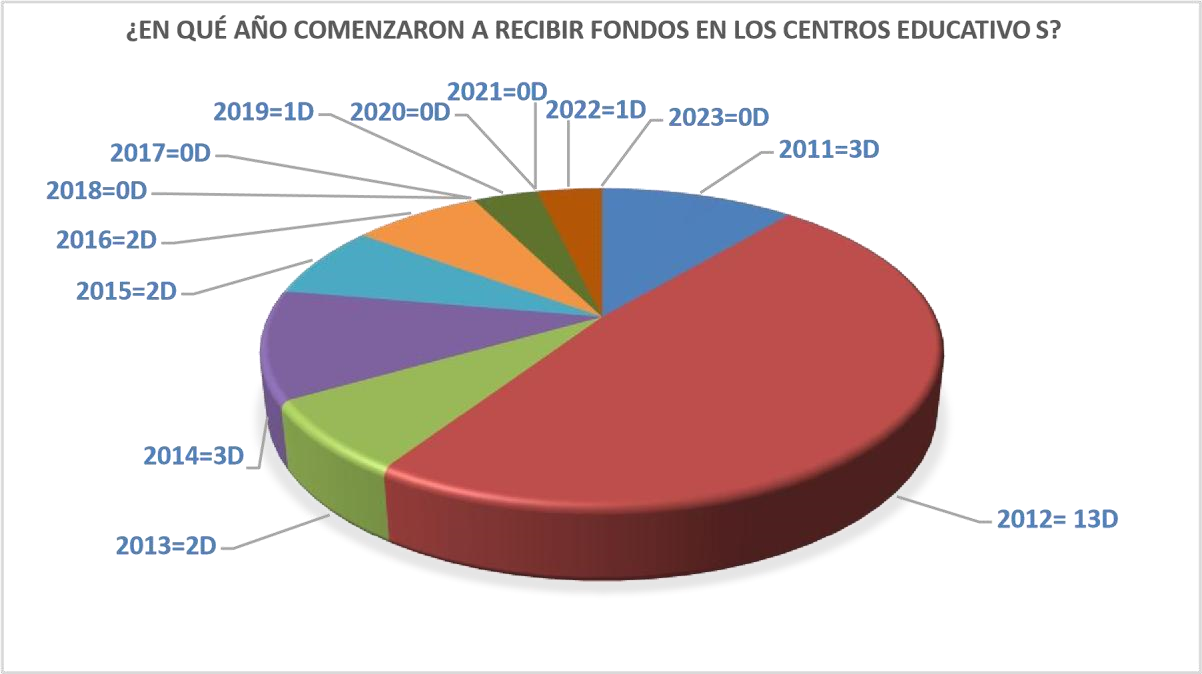 ¿EN QUÉ AÑO COMENZARON A RECIBIR FONDOS EN LOS CENTROS EDUCATIVO S?
2021=0D
2019=1D
2020=0D
2022=1D
2023=0D
2017=0D
2011=3D
2018=0D
2016=2D
2015=2D
2014=3D
2012= 13D
2013=2D